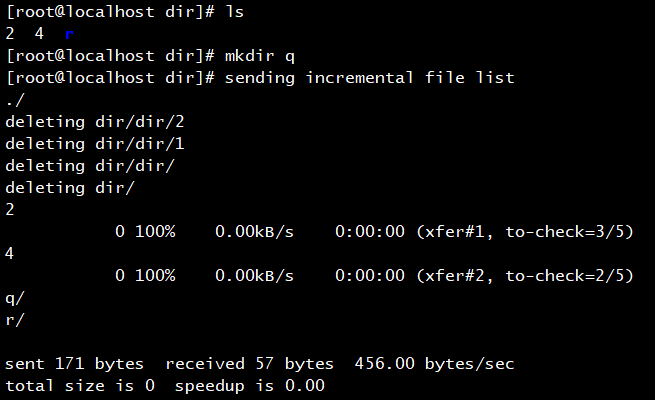 [root@localhost dir]# ls
2  4  r
[root@localhost dir]# mkdir q
[root@localhost dir]# sending incremental file list
./
deleting dir/dir/2
deleting dir/dir/1
deleting dir/dir/
deleting dir/
2
           0 100%    0.00kB/s    0:00:00 (xfer#1, to-check=3/5)
4
           0 100%    0.00kB/s    0:00:00 (xfer#2, to-check=2/5)
q/
r/

sent 171 bytes  received 57 bytes  456.00 bytes/sec
total size is 0  speedup is 0.00